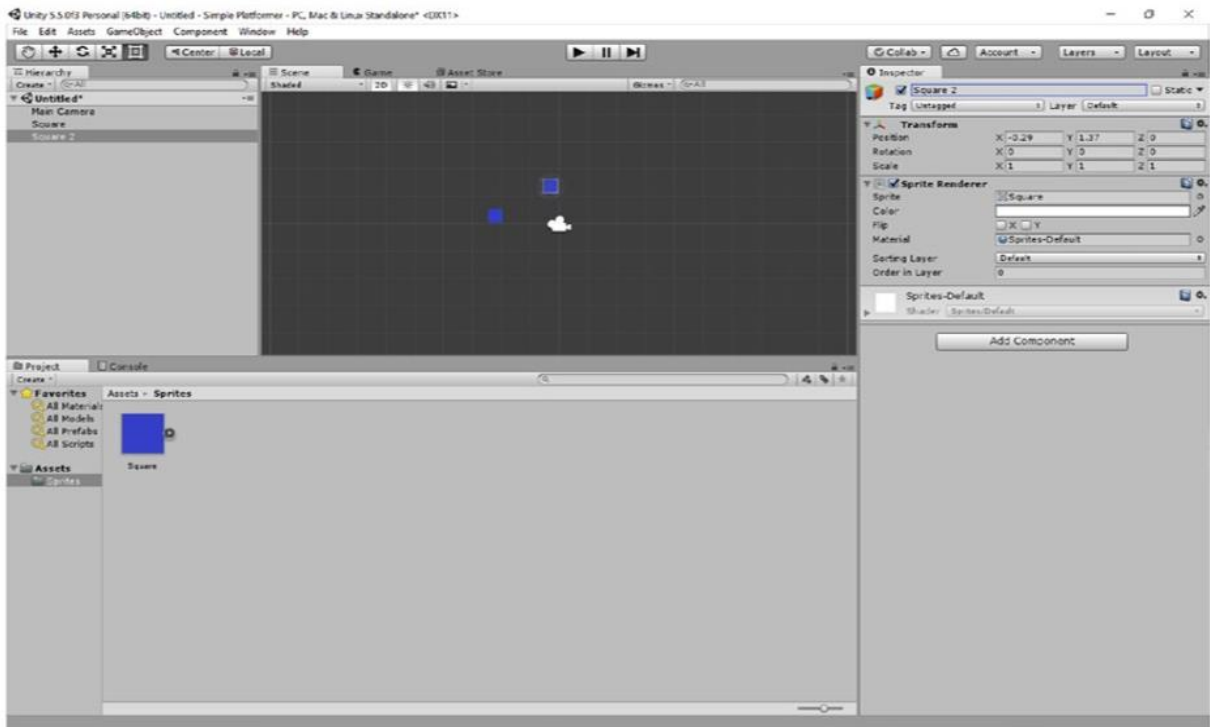 Unity 5.5.0f3 Personal (64bit) - Untitled - Simple Platformer - PC, Mac & Linux Standalone* <DX11>
File Edit Assets GameObject Component Window Help
Center Local Collab Account Layers Layout
Hierarchy
Create All
Untitled*
Main Camera
Square
Square 2
Scene Game Asset Store
Shaded 2D Gizmos All
Inspector
Square 2 Static
Tag Untagged Layer Default
Transform
Position X -0.29 Y 1.37 Z 0
Rotation X 0 Y 0 Z 0
Scale X 1 Y 1 Z 1
Sprite Renderer
Sprite Square
Color
Flip X Y
Material Sprites-Default
Sorting Layer Default
Order in Layer 0
Sprites-Default
Shader Sprites/Default
Add Component
Project Console
Create
Favorites
All Materials
All Models
All Prefabs
All Scripts
Assets
Sprites
Assets Sprites
Square